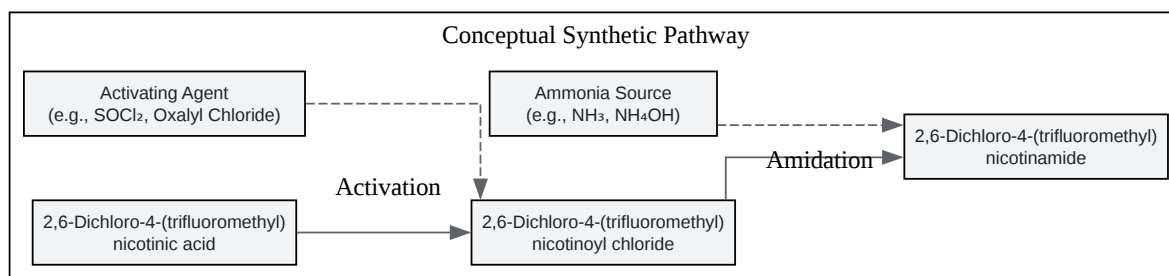 Conceptual Synthetic Pathway
Activating Agent
(e.g., SOCl₂, Oxalyl Chloride)
Ammonia Source
(e.g., NH₃, NH₄OH)
2,6-Dichloro-4-(trifluoromethyl)
nicotinamide
Amidation
Activation
2,6-Dichloro-4-(trifluoromethyl)
nicotinic acid
2,6-Dichloro-4-(trifluoromethyl)
nicotinoyl chloride